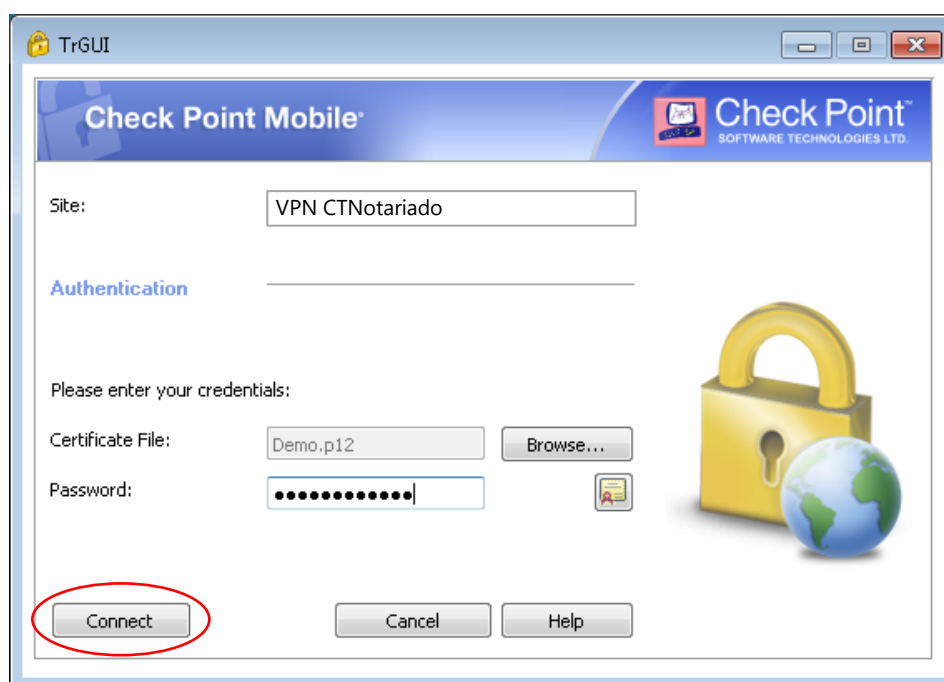 TrGUI
Check Point Mobile
Check Point™
SOFTWARE TECHNOLOGIES LTD.
Site:
VPN CTNotariado
Authentication
Please enter your credentials:
Certificate File:
Demo.p12
Browse...
Password:
●●●●●●●●●●●●
Connect
Cancel
Help